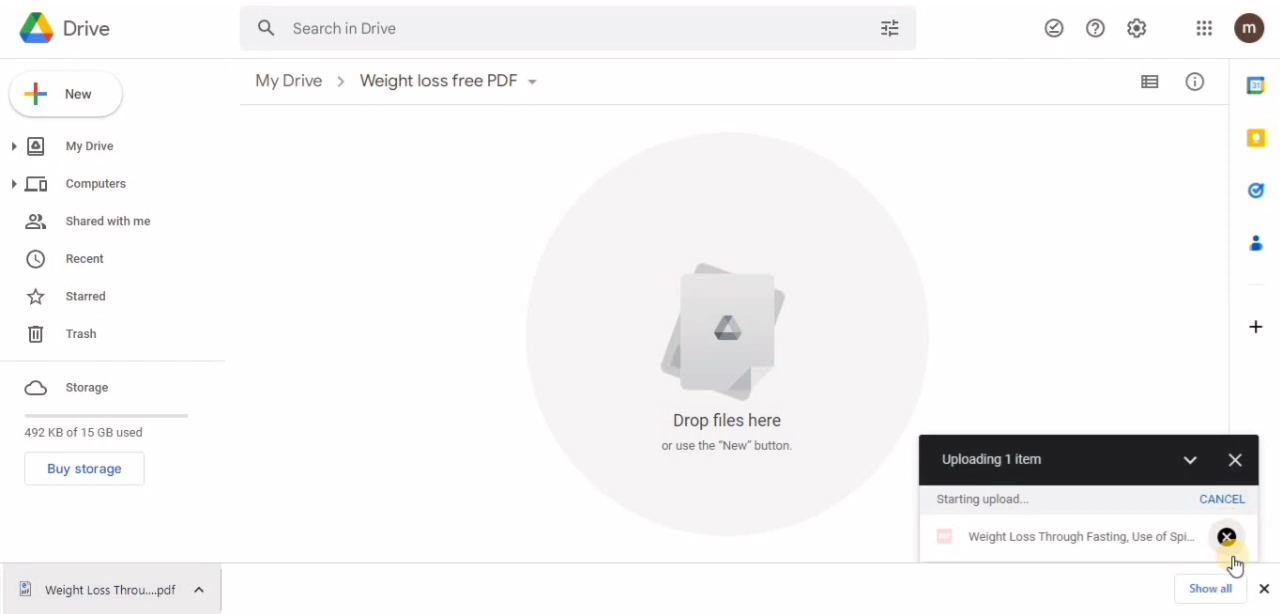 Drive
Search in Drive
m
New
My Drive > Weight loss free PDF
31
My Drive
Computers
Shared with me
Recent
Starred
Trash
Storage
492 KB of 15 GB used
Buy storage
Drop files here
or use the “New” button.
Uploading 1 item
Starting upload...
CANCEL
Weight Loss Through Fasting, Use of Spi...
Weight Loss Throu....pdf
Show all